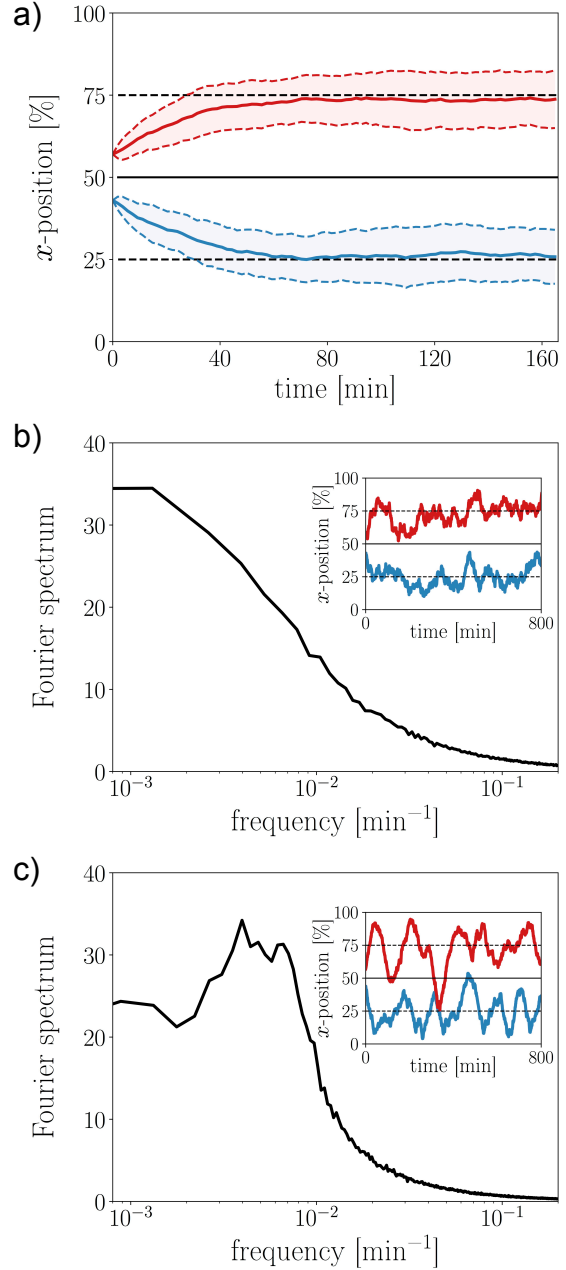 a)
100
75
50
25
0
x-position [%]
0 40 80 120 160
time [min]
b)
40
30
20
10
0
Fourier spectrum
10⁻³ 10⁻² 10⁻¹
frequency [min⁻¹]
100
75
50
25
0
x-position [%]
0 800
time [min]
c)
40
30
20
10
0
Fourier spectrum
10⁻³ 10⁻² 10⁻¹
frequency [min⁻¹]
100
75
50
25
0
x-position [%]
0 800
time [min]